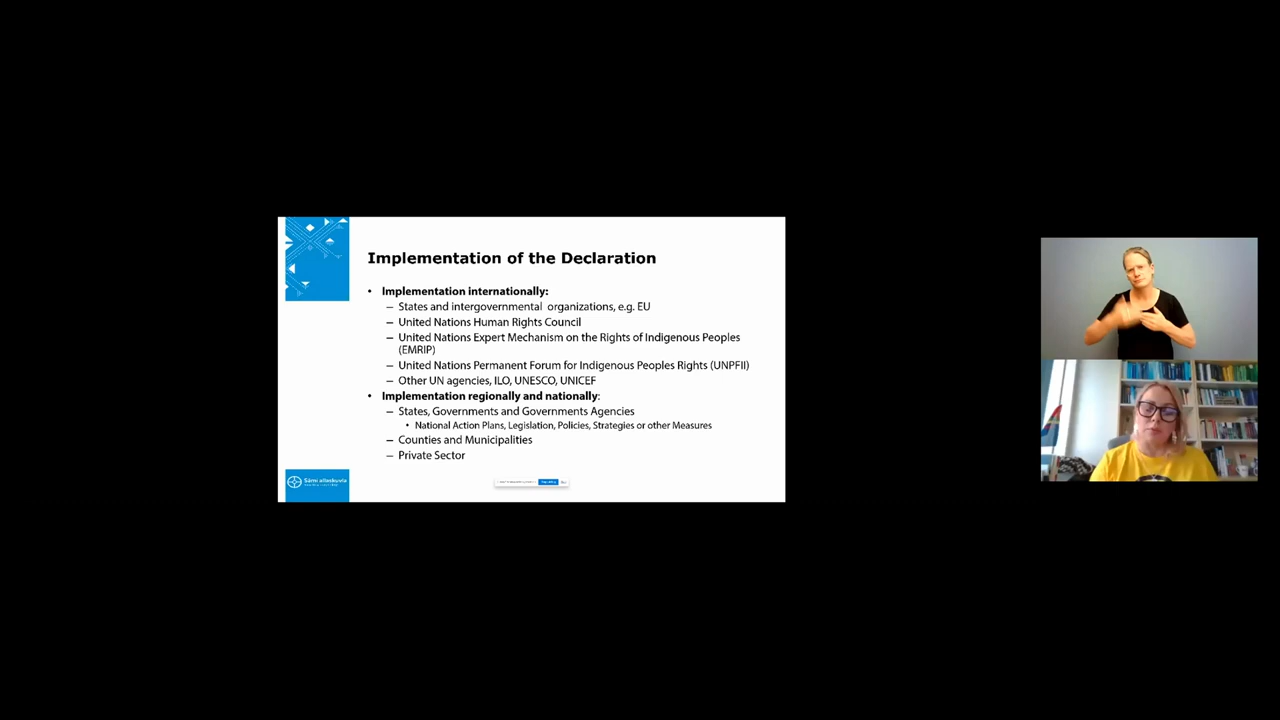 Implementation of the Declaration
• Implementation internationally:
– States and intergovernmental organizations, e.g. EU
– United Nations Human Rights Council
– United Nations Expert Mechanism on the Rights of Indigenous Peoples
(EMRIP)
– United Nations Permanent Forum for Indigenous Peoples Rights (UNPFII)
– Other UN agencies, ILO, UNESCO, UNICEF
• Implementation regionally and nationally:
– States, Governments and Governments Agencies
• National Action Plans, Legislation, Policies, Strategies or other Measures
– Counties and Municipalities
– Private Sector
Sámi allaskuvla